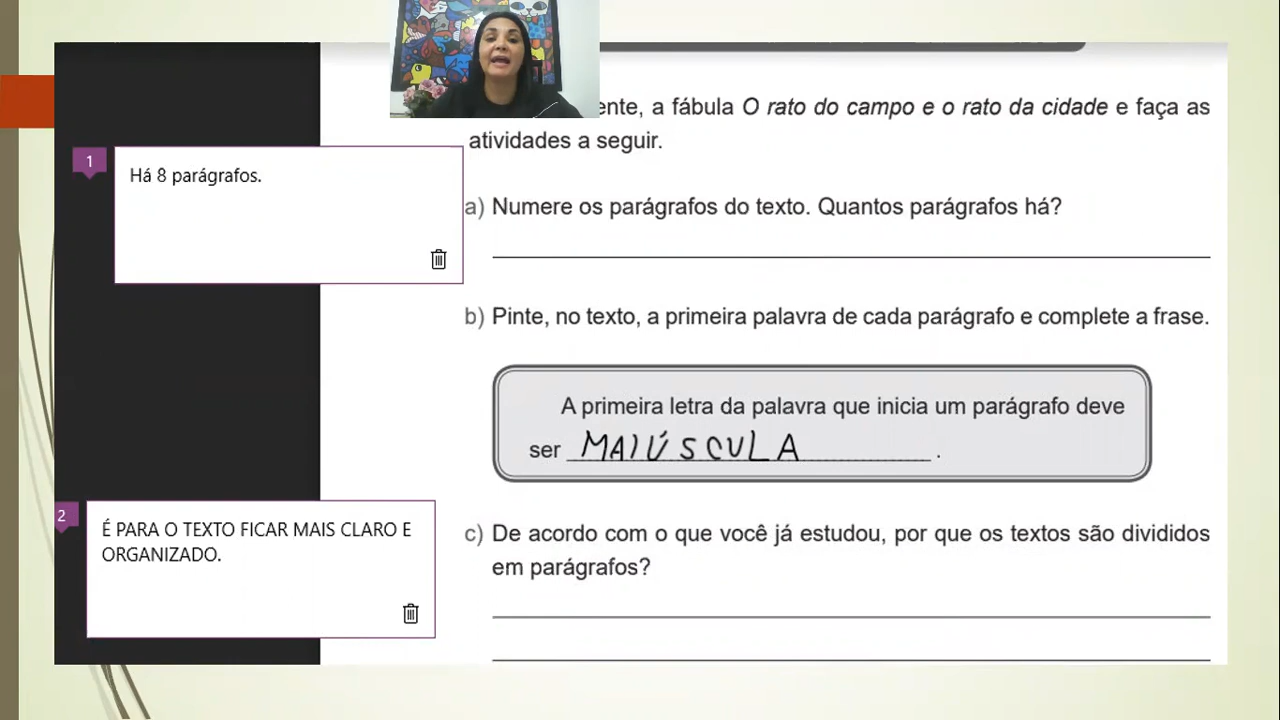 ente, a fábula O rato do campo e o rato da cidade e faça as
atividades a seguir.
1
Há 8 parágrafos.
a) Numere os parágrafos do texto. Quantos parágrafos há?
b) Pinte, no texto, a primeira palavra de cada parágrafo e complete a frase.
A primeira letra da palavra que inicia um parágrafo deve
ser MAIÚSCULA.
2
É PARA O TEXTO FICAR MAIS CLARO E
ORGANIZADO.
c) De acordo com o que você já estudou, por que os textos são divididos
em parágrafos?